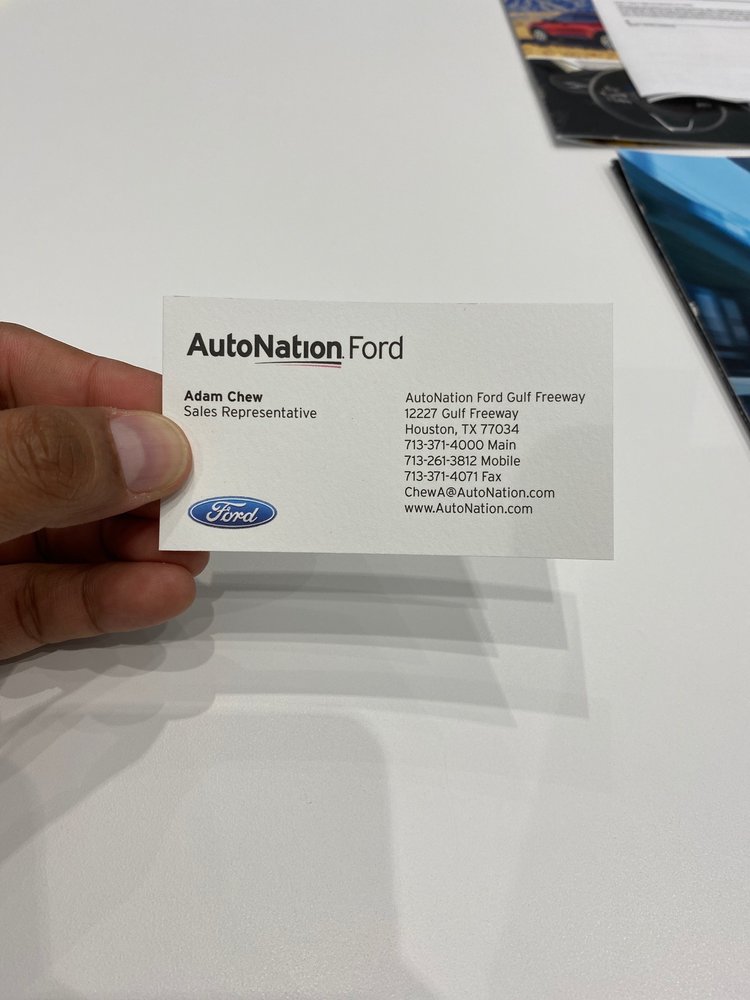 AutoNation Ford
Adam Chew
Sales Representative
Ford
AutoNation Ford Gulf Freeway
12227 Gulf Freeway
Houston, TX 77034
713-371-4000 Main
713-261-3812 Mobile
713-371-4071 Fax
ChewA@AutoNation.com
www.AutoNation.com